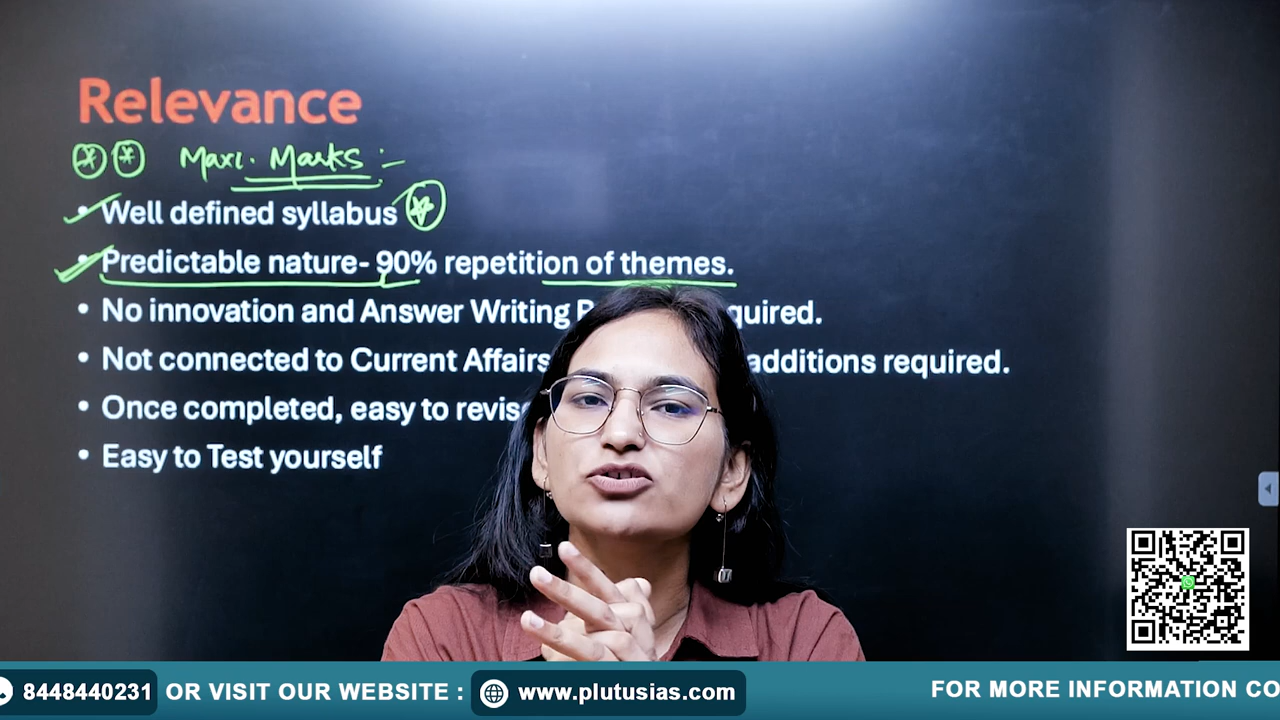 Relevance
Maxi. Marks :-
• Well defined syllabus
• Predictable nature- 90% repetition of themes.
• No innovation and Answer Writing quired.
• Not connected to Current Affairs additions required.
• Once completed, easy to revise
• Easy to Test yourself
8448440231 OR VISIT OUR WEBSITE : www.plutusias.com FOR MORE INFORMATION CO